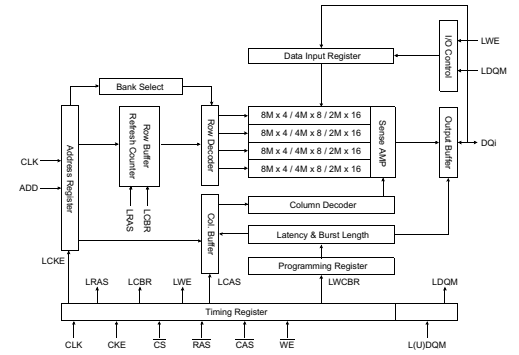 LWE
LDQM
I/O Control
Data Input Register
Bank Select
8M x 4 / 4M x 8 / 2M x 16
8M x 4 / 4M x 8 / 2M x 16
8M x 4 / 4M x 8 / 2M x 16
8M x 4 / 4M x 8 / 2M x 16
Sense AMP
Output Buffer
DQi
Row Decoder
Row Buffer
Refresh Counter
Address Register
CLK
ADD
LRAS
LCBR
Col. Buffer
Column Decoder
Latency & Burst Length
Programming Register
LCKE
LRAS
LCBR
LWE
LCAS
LWCBR
LDQM
Timing Register
CLK
CKE
CS
RAS
CAS
WE
L(U)DQM